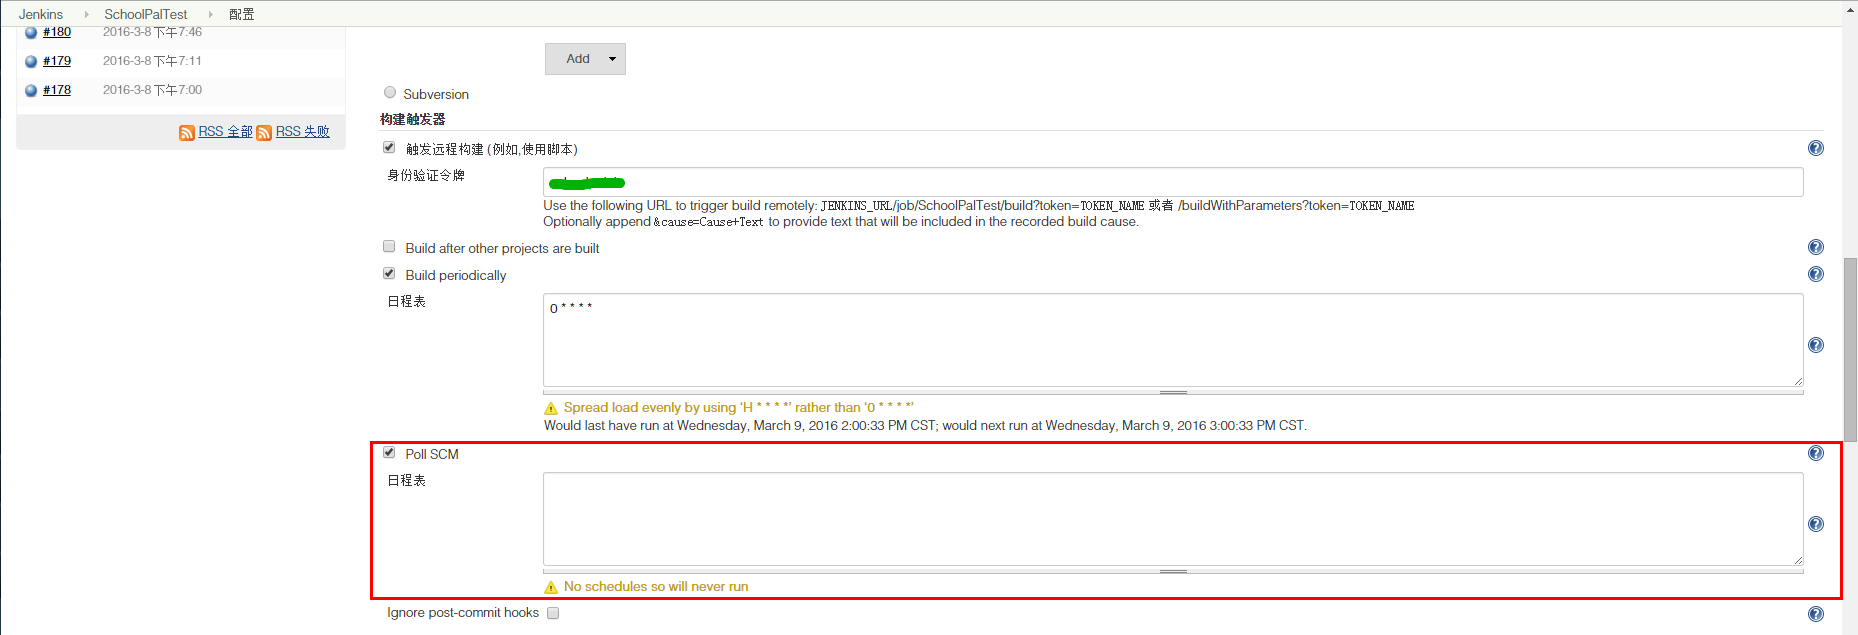 Jenkins SchoolPalTest 配置
#180 2016-3-8 下午7:46
#179 2016-3-8 下午7:11
#178 2016-3-8 下午7:00
RSS 全部 RSS 失败
Add
Subversion
构建触发器
触发远程构建 (例如,使用脚本)
身份验证令牌
Use the following URL to trigger build remotely: JENKINS_URL/job/SchoolPalTest/build?token=TOKEN_NAME 或者 /buildWithParameters?token=TOKEN_NAME
Optionally append &cause=Cause+Text to provide text that will be included in the recorded build cause.
Build after other projects are built
Build periodically
日程表
0 * * * *
Spread load evenly by using ‘H * * * *’ rather than ‘0 * * * *’
Would last have run at Wednesday, March 9, 2016 2:00:33 PM CST; would next run at Wednesday, March 9, 2016 3:00:33 PM CST.
Poll SCM
日程表
No schedules so will never run
Ignore post-commit hooks